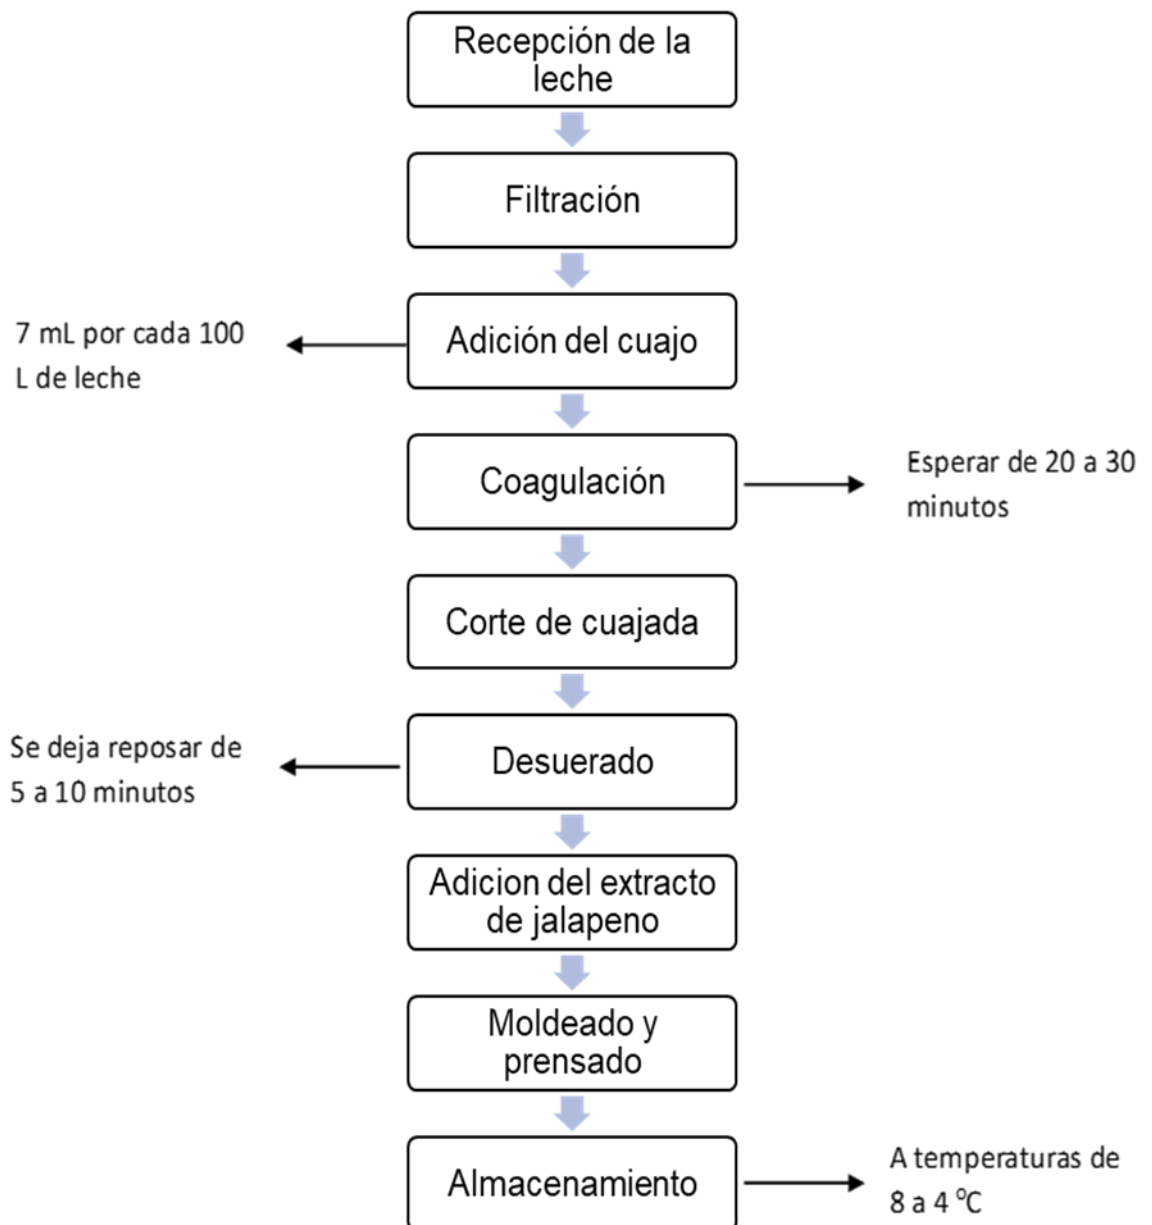 Recepción de la
leche
Filtración
7 mL por cada 100
L de leche
Adición del cuajo
Coagulación
Esperar de 20 a 30
minutos
Corte de cuajada
Se deja reposar de
5 a 10 minutos
Desuerado
Adicion del extracto
de jalapeno
Moldeado y
prensado
Almacenamiento
A temperaturas de
8 a 4 °C